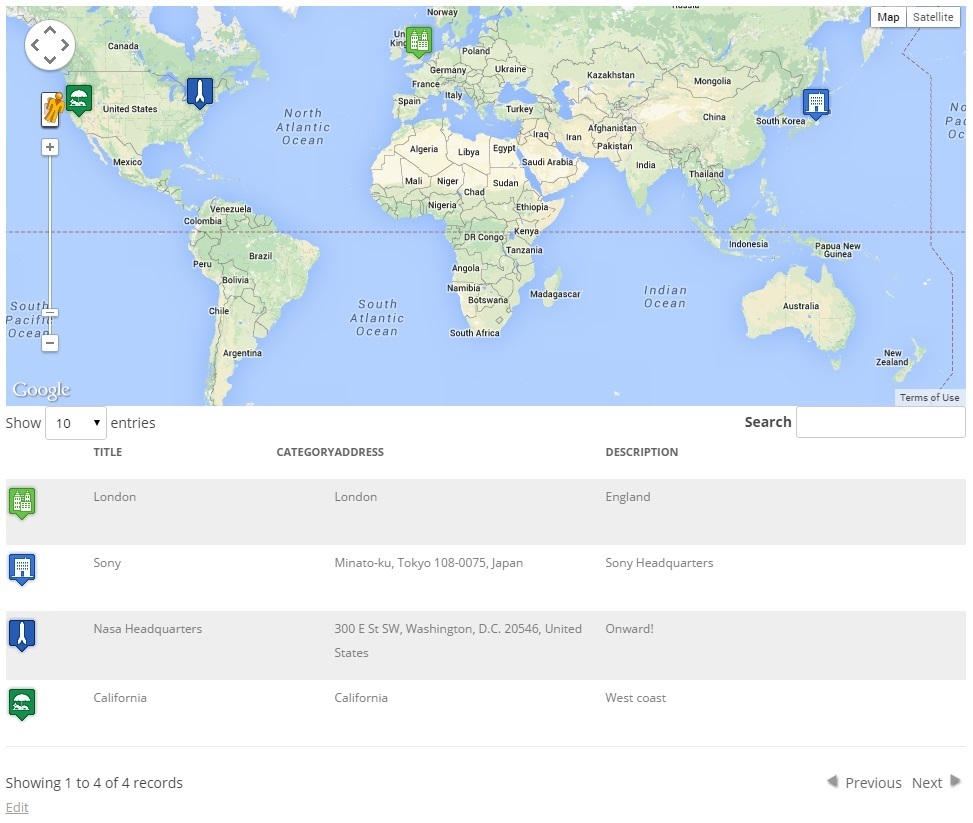 Norway
Russia
Map Satellite
Canada
Poland
Germany
Ukraine
France
Kazakhstan
Mongolia
Italy
Spain
United States
North
Atlantic
Ocean
Turkey
China
South Korea
Iraq
Iran
Afghanistan
Pakistan
Algeria
Libya
Egypt
Saudi Arabia
India
Mexico
Thailand
Mali Niger
Chad
Sudan
Nigeria
Ethiopia
Venezuela
Colombia
DR Congo
Kenya
Tanzania
Indonesia
Papua New
Guinea
Brazil
Peru
Angola
Bolivia
Namibia
Botswana
Madagascar
Indian
Ocean
South
Pacific
Ocean
Chile
South
Atlantic
Ocean
Australia
South Africa
Argentina
New
Zealand
Google
Terms of Use
Show 10 entries
Search
TITLE CATEGORY ADDRESS DESCRIPTION
London London England
Sony Minato-ku, Tokyo 108-0075, Japan Sony Headquarters
Nasa Headquarters 300 E St SW, Washington, D.C. 20546, United Onward!
States
California California West coast
Showing 1 to 4 of 4 records
Previous Next
Edit